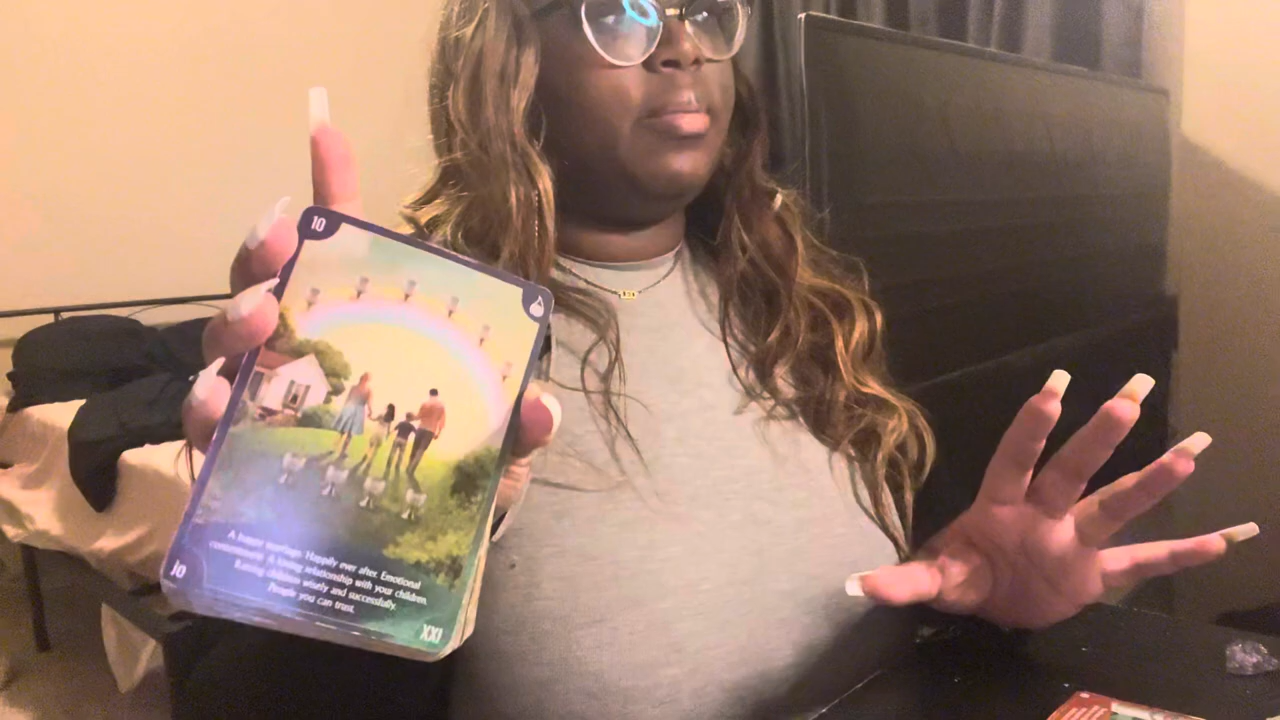 10
A happy marriage. Happily ever after. Emotional
contentment. A loving relationship with your children.
Raising children wisely and successfully.
People you can trust.
10
XXI